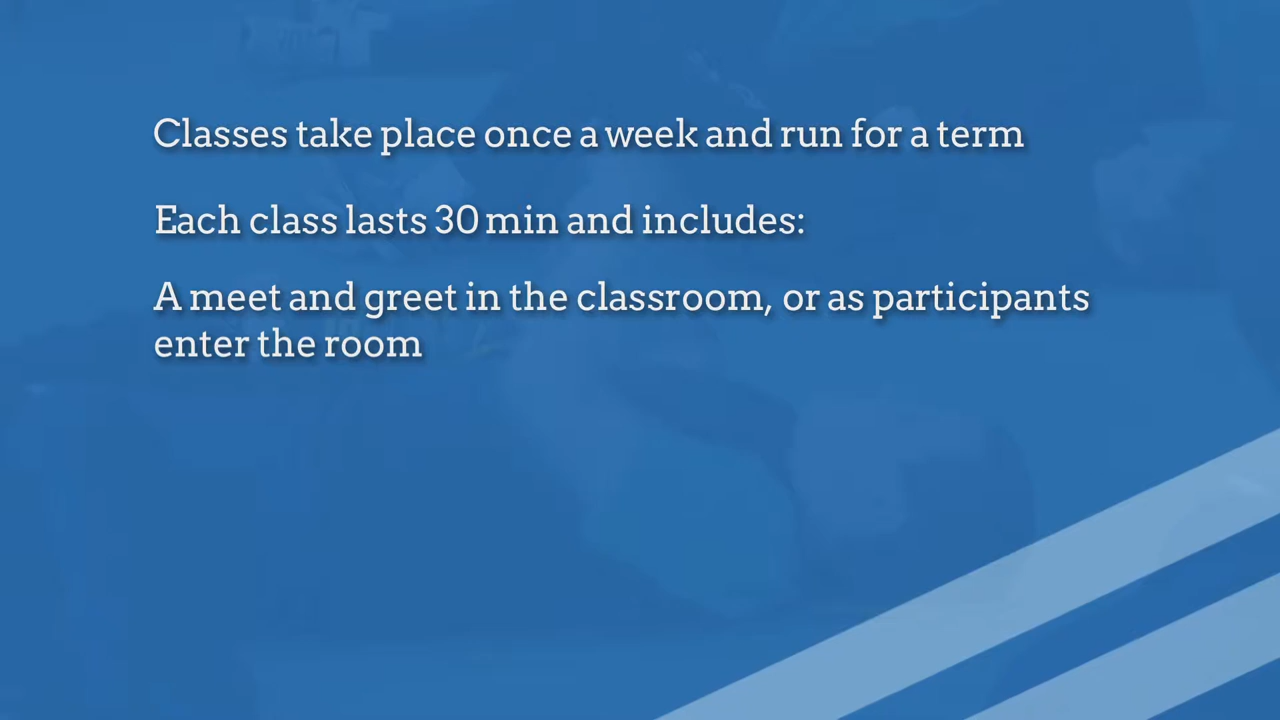 Classes take place once a week and run for a term
Each class lasts 30 min and includes:
A meet and greet in the classroom, or as participants
enter the room